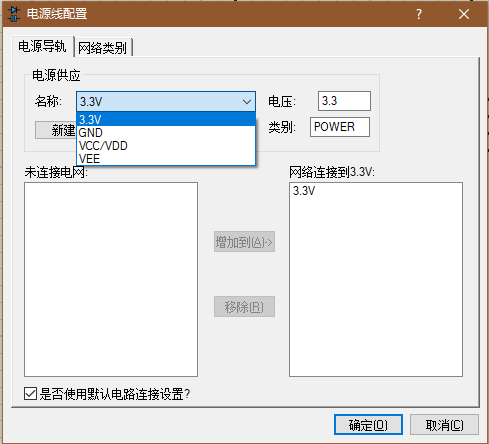 电源线配置
电源导轨 网络类别
电源供应
名称: 3.3V 电压: 3.3
3.3V
GND
VCC/VDD
VEE
新建
类别: POWER
未连接电网: 网络连接到3.3V:
3.3V
增加到(A)->
移除(R)
是否使用默认电路连接设置?
确定(O) 取消(C)